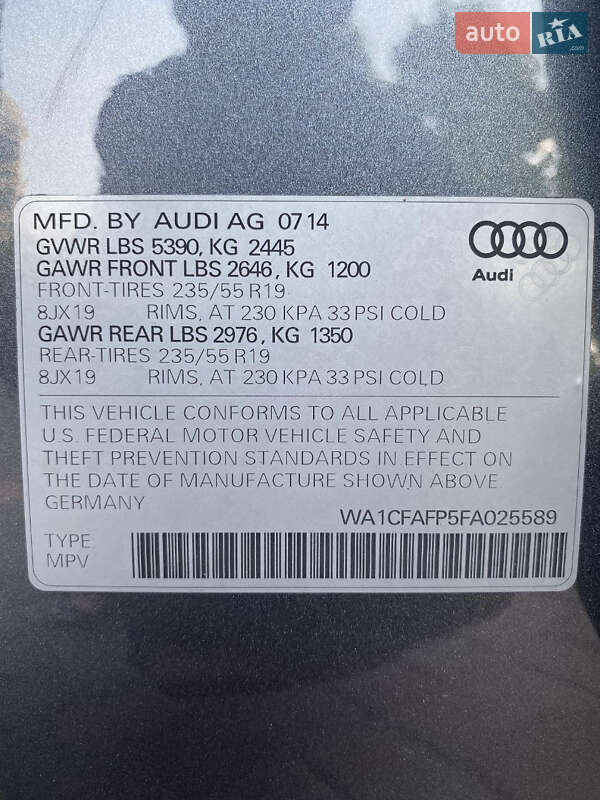 auto RIA .com
MFD. BY AUDI AG 0714
GVWR LBS 5390, KG 2445
GAWR FRONT LBS 2646, KG 1200
FRONT-TIRES 235/55 R19
8JX19 RIMS, AT 230 KPA 33 PSI COLD
GAWR REAR LBS 2976, KG 1350
REAR-TIRES 235/55 R19
8JX19 RIMS, AT 230 KPA 33 PSI COLD
Audi
THIS VEHICLE CONFORMS TO ALL APPLICABLE
U.S. FEDERAL MOTOR VEHICLE SAFETY AND
THEFT PREVENTION STANDARDS IN EFFECT ON
THE DATE OF MANUFACTURE SHOWN ABOVE.
GERMANY
WA1CFAFP5FA025589
TYPE:
MPV